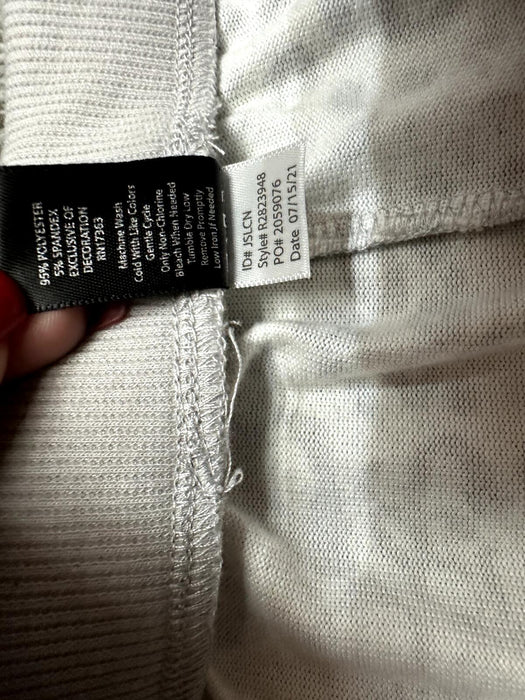 95% POLYESTER
5% SPANDEX
EXCLUSIVE OF
DECORATION
RN17363
Machine Wash
Cold With Like Colors
Gentle Cycle
Only Non-Chlorine
Bleach When Needed
Tumble Dry Low
Remove Promptly
Low Iron If Needed
ID# JSLCN
Style# R2823948
PO# 2059076
Date 07/15/21